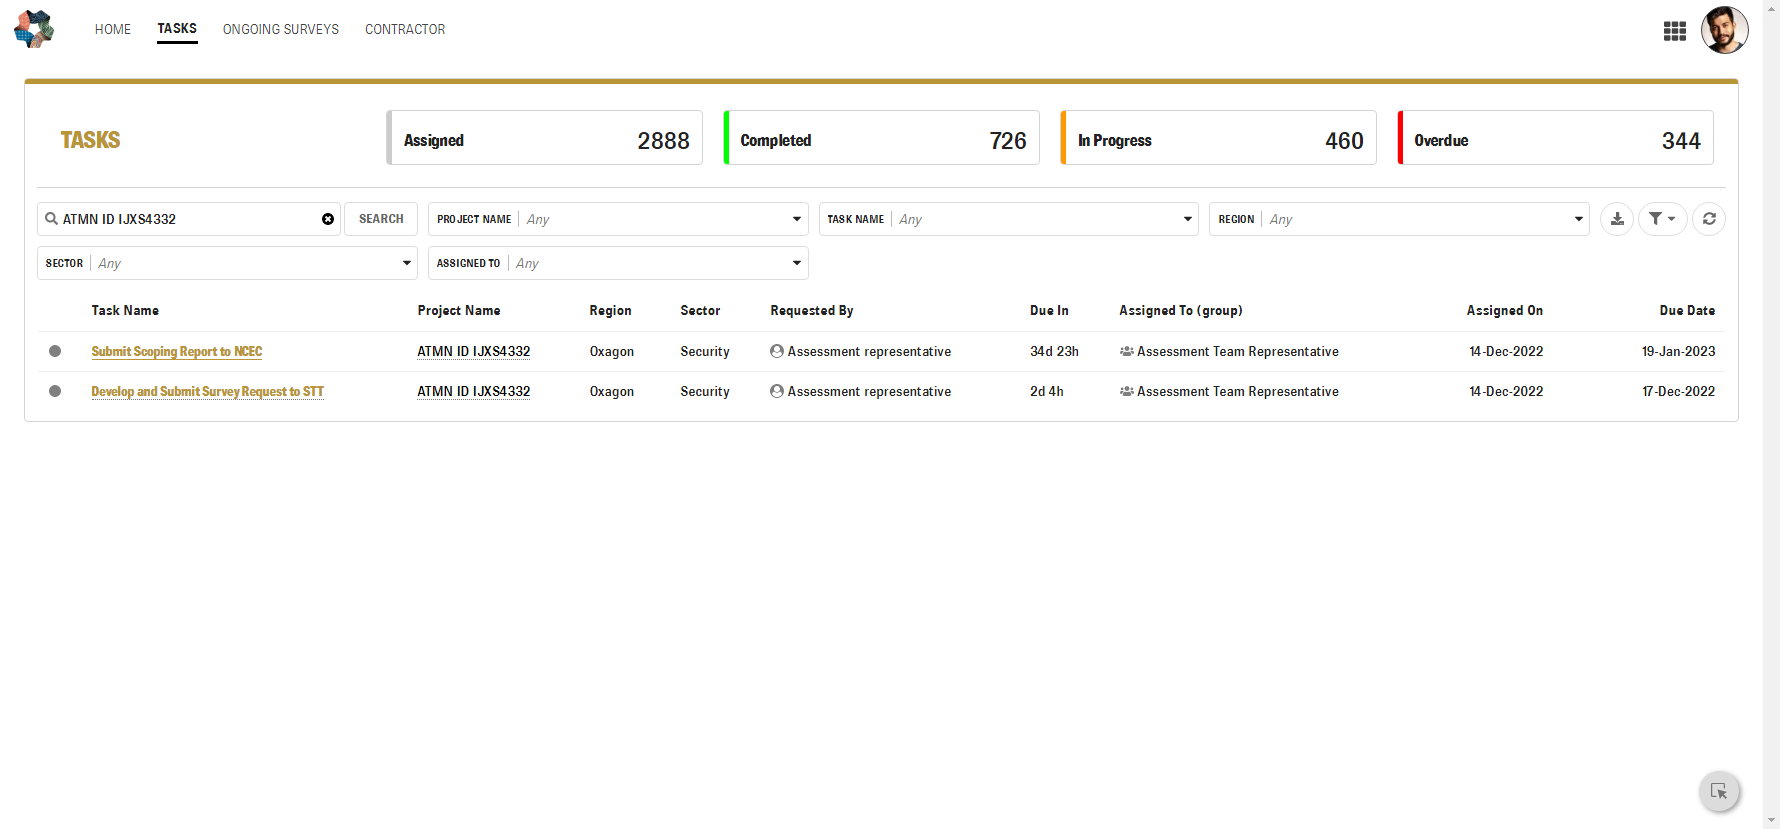 HOME TASKS ONGOING SURVEYS CONTRACTOR
TASKS
Assigned 2888
Completed 726
In Progress 460
Overdue 344
ATMN ID IJXS4332 SEARCH PROJECT NAME Any TASK NAME Any REGION Any
SECTOR Any ASSIGNED TO Any
Task Name Project Name Region Sector Requested By Due In Assigned To (group) Assigned On Due Date
Submit Scoping Report to NCEC ATMN ID IJXS4332 Oxagon Security Assessment representative 34d 23h Assessment Team Representative 14-Dec-2022 19-Jan-2023
Develop and Submit Survey Request to STT ATMN ID IJXS4332 Oxagon Security Assessment representative 2d 4h Assessment Team Representative 14-Dec-2022 17-Dec-2022